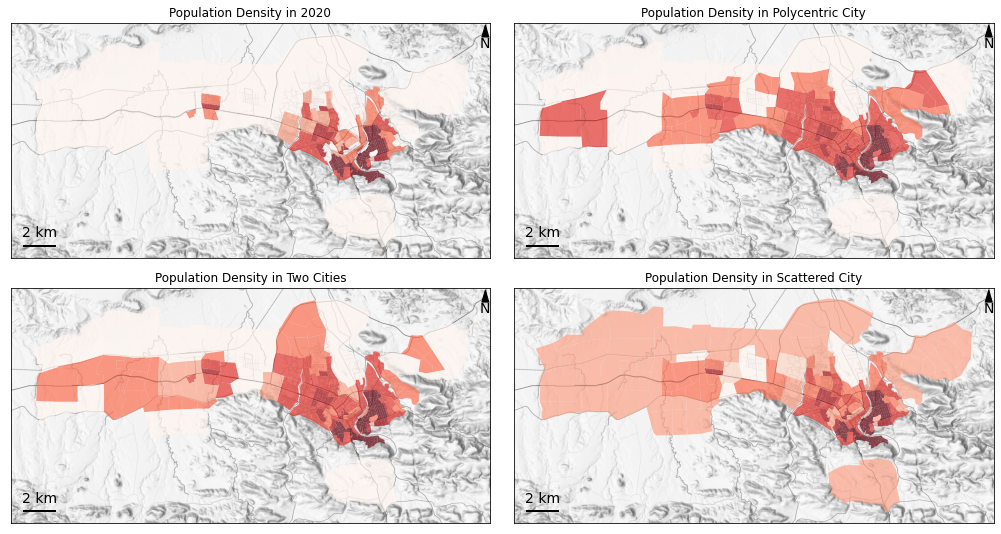 Population Density in 2020
N
2 km
Population Density in Polycentric City
N
2 km
Population Density in Two Cities
N
2 km
Population Density in Scattered City
N
2 km